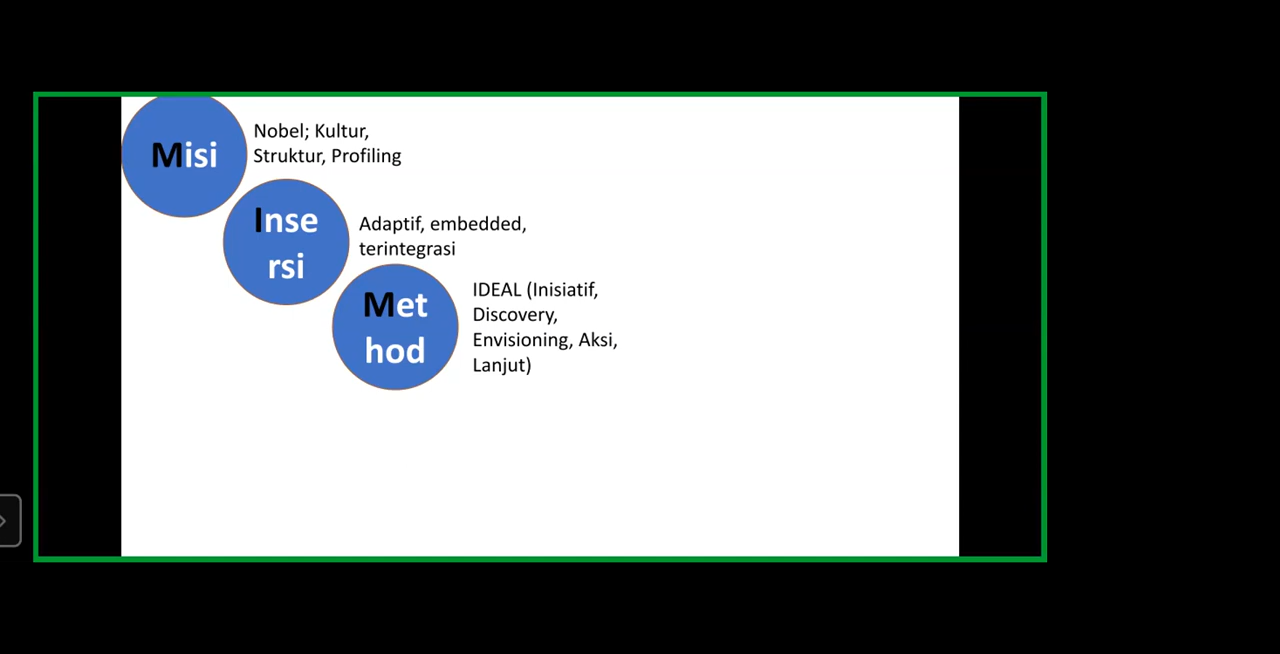 Misi
Nobel; Kultur,
Struktur, Profiling
Inse
rsi
Adaptif, embedded,
terintegrasi
Met
hod
IDEAL (Inisiatif,
Discovery,
Envisioning, Aksi,
Lanjut)